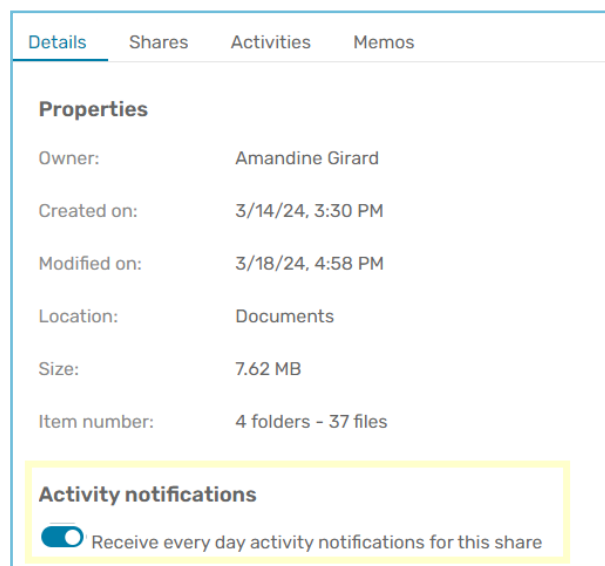 Details Shares Activities Memos
Properties
Owner: Amandine Girard
Created on: 3/14/24, 3:30 PM
Modified on: 3/18/24, 4:58 PM
Location: Documents
Size: 7.62 MB
Item number: 4 folders - 37 files
Activity notifications
Receive every day activity notifications for this share